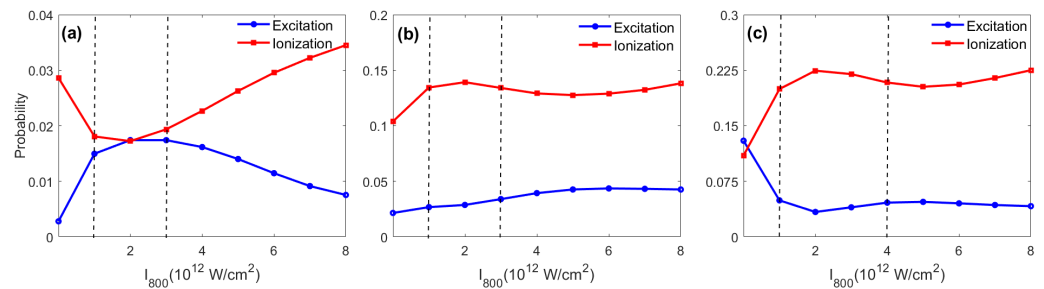 (a)
Excitation
Ionization
0.04
0.03
0.02
0.01
0
Probability
2
4
6
8
I800(10^12 W/cm^2)
(b)
Excitation
Ionization
0.2
0.15
0.1
0.05
0
2
4
6
8
I800(10^12 W/cm^2)
(c)
Excitation
Ionization
0.3
0.225
0.15
0.075
0
2
4
6
8
I800(10^12 W/cm^2)